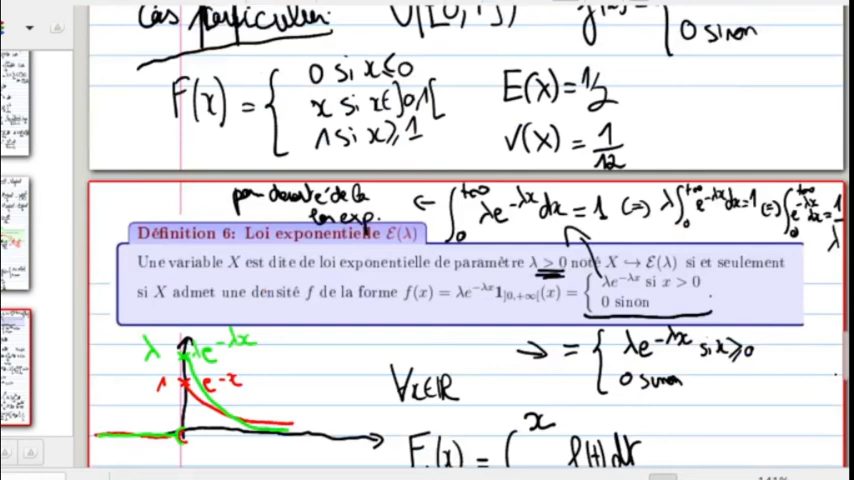 Cas particulier U([0,1]) 0 sinon
F(x) = { 0 si x ≤ 0
x si x ∈ ]0,1[
1 si x ≥ 1
E(X) = 1/2
V(X) = 1/12
par densité de la loi exp. ← ∫₀^{+∞} λe^{-λx}dx = 1 (=) λ∫₀^{+∞} e^{-λx}dx = 1 (=) ∫₀^{+∞} e^{-λx}dx = 1/λ
Définition 6: Loi exponentielle ℰ(λ)
Une variable X est dite de loi exponentielle de paramètre λ > 0 noté X ↪ ℰ(λ) si et seulement
si X admet une densité f de la forme f(x) = λe^{-λx} 1_{]0,+∞[}(x) = { λe^{-λx} si x > 0
0 sinon
→ = { λe^{-λx} si x ≥ 0
0 sinon
λ λe^{-λx}
1 e^{-x}
∀x∈ℝ
F(x) = ∫^x f(t)dt